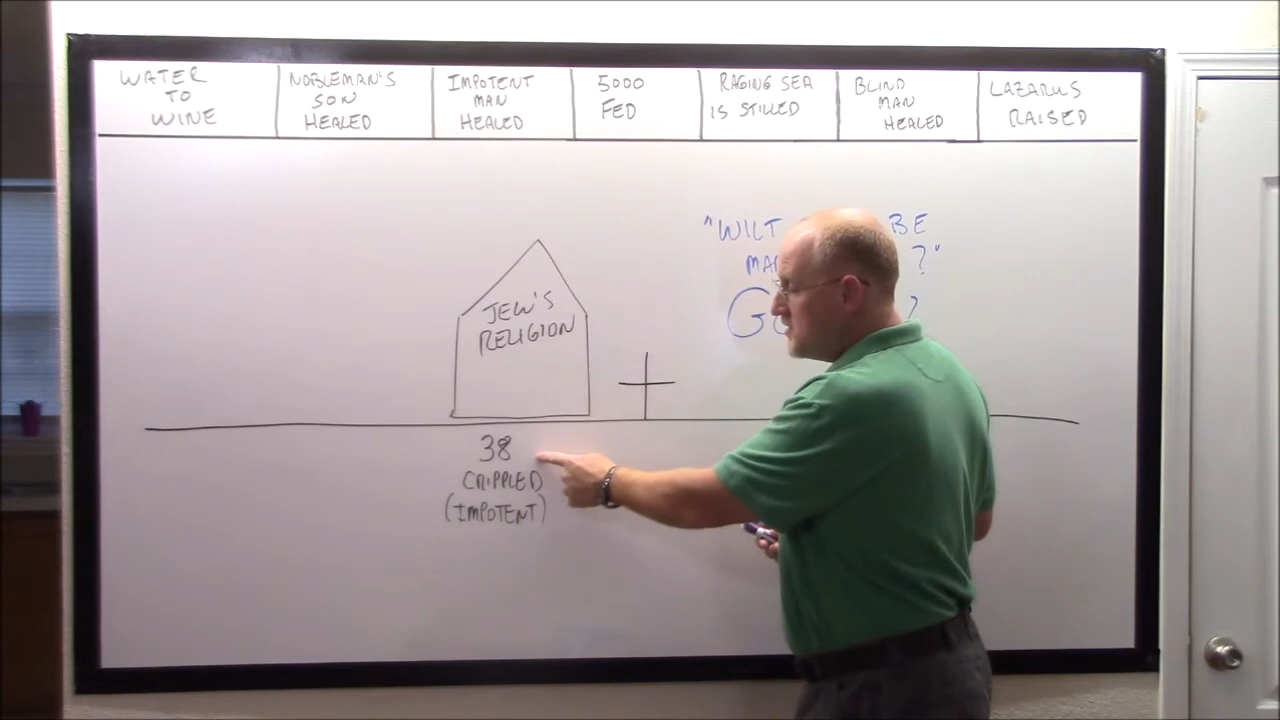 WATER
TO
WINE
NOBLEMAN'S
SON
HEALED
IMPOTENT
MAN
HEALED
5000
FED
RAGING SEA
IS STILLED
BLIND
MAN
HEALED
LAZARUS
RAISED
"WILT BE
?"
?
JEW'S
RELIGION
38
CRIPPLED
(IMPOTENT)